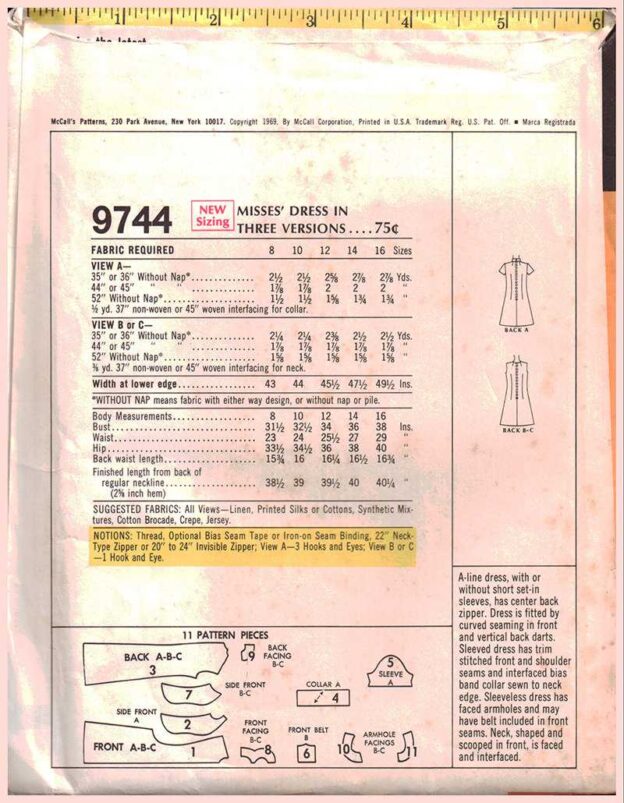 1 2 3 4 5 6
the latest
McCall's Patterns, 230 Park Avenue, New York 10017. Copyright 1969. By McCall Corporation, Printed in U.S.A. Trademark Reg. U.S. Pat. Off. ■ Marca Registrada
9744 NEW Sizing MISSES' DRESS IN
THREE VERSIONS....75¢
FABRIC REQUIRED 8 10 12 14 16 Sizes
VIEW A—
35" or 36" Without Nap*.............. 2½ 2½ 2⅝ 2⅞ 2⅞ Yds.
44" or 45" " " .............. 1⅞ 1⅞ 2 2 2 "
52" Without Nap*.................... 1½ 1½ 1⅝ 1¾ 1¾ "
½ yd. 37" non-woven or 45" woven interfacing for collar.
VIEW B or C—
35" or 36" Without Nap*.............. 2¼ 2¼ 2⅜ 2½ 2½ Yds.
44" or 45" " " .............. 1⅞ 1⅞ 1⅞ 1⅞ 1⅞ "
52" Without Nap*.................... 1⅝ 1⅝ 1⅝ 1⅝ 1⅝ "
⅜ yd. 37" non-woven or 45" woven interfacing for neck.
Width at lower edge................ 43 44 45½ 47½ 49½ Ins.
*WITHOUT NAP means fabric with either way design, or without nap or pile.
Body Measurements.................. 8 10 12 14 16
Bust............................... 31½ 32½ 34 36 38 Ins.
Waist.............................. 23 24 25½ 27 29 "
Hip................................ 33½ 34½ 36 38 40 "
Back waist length.................. 15¾ 16 16¼ 16½ 16¾ "
Finished length from back of
regular neckline................... 38½ 39 39½ 40 40¼ "
(2⅝ inch hem)
SUGGESTED FABRICS: All Views—Linen, Printed Silks or Cottons, Synthetic Mix-
tures, Cotton Brocade, Crepe, Jersey.
NOTIONS: Thread, Optional Bias Seam Tape or Iron-on Seam Binding, 22" Neck-
Type Zipper or 20" to 24" Invisible Zipper; View A—3 Hooks and Eyes; View B or C
—1 Hook and Eye.
BACK A
BACK B-C
A-line dress, with or
without short set-in
sleeves, has center back
zipper. Dress is fitted by
curved seaming in front
and vertical back darts.
Sleeved dress has trim
stitched front and shoulder
seams and interfaced bias
band collar sewn to neck
edge. Sleeveless dress has
faced armholes and may
have belt included in front
seams. Neck, shaped and
scooped in front, is faced
and interfaced.
11 PATTERN PIECES
BACK A-B-C
3
9 BACK
FACING
B-C
5
SLEEVE
A
7 SIDE FRONT
B-C
COLLAR A
4
SIDE FRONT
A
2
FRONT A-B-C 1
FRONT
FACING
B-C
8
FRONT BELT
B
6
10 ARMHOLE
FACINGS
B-C
11